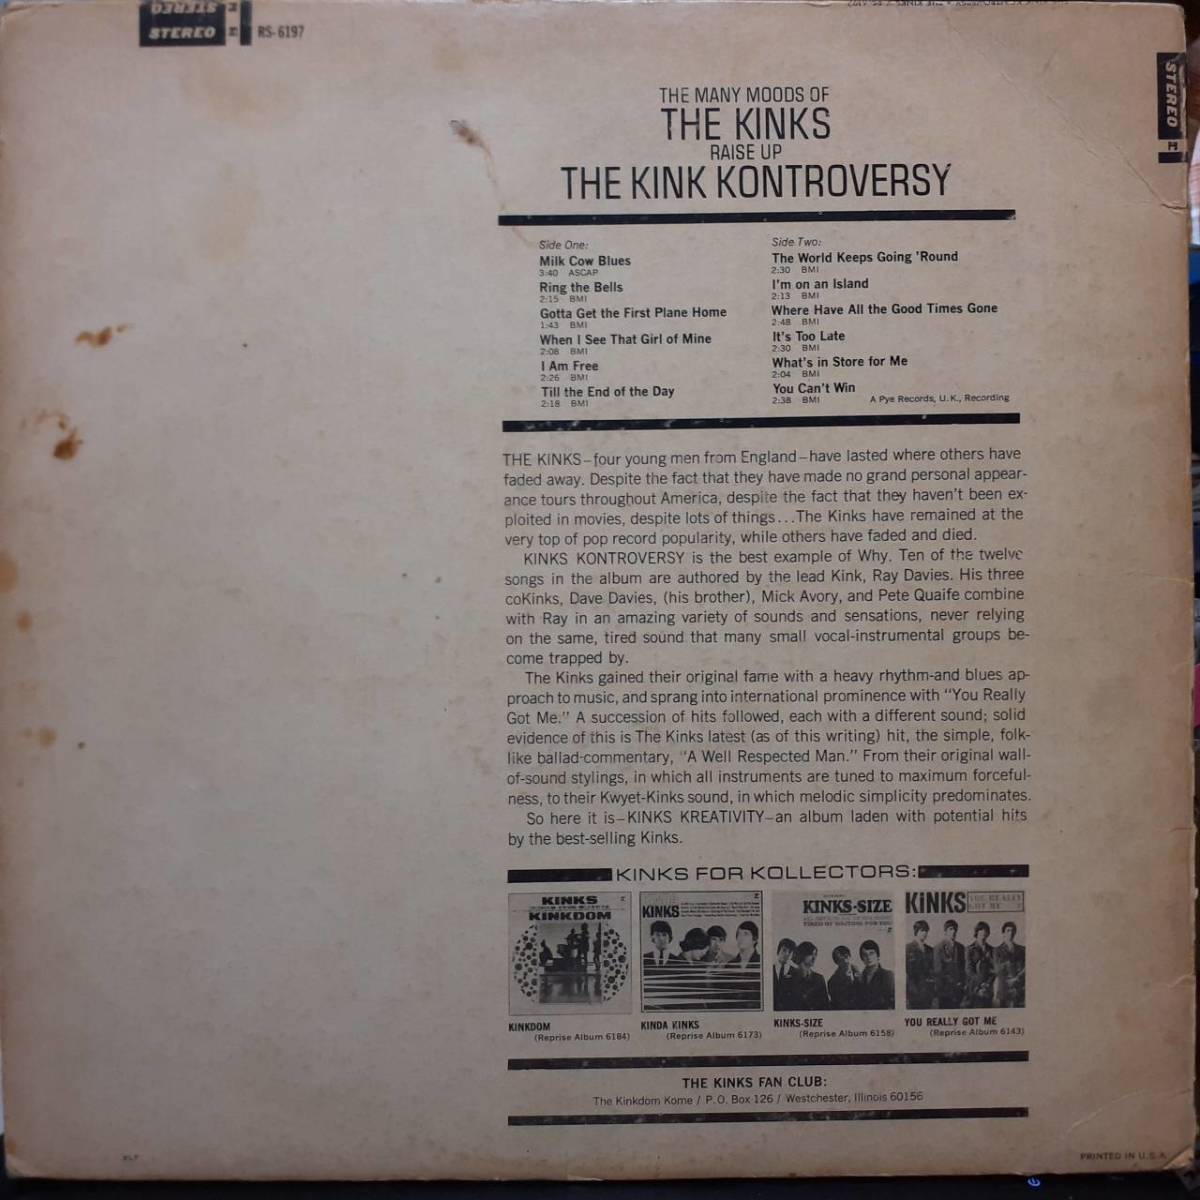 STEREO
STEREO
RS-6197
STEREO
THE MANY MOODS OF
THE KINKS
RAISE UP
THE KINK KONTROVERSY
Side One:
Milk Cow Blues
3:40 ASCAP
Ring the Bells
2:15 BMI
Gotta Get the First Plane Home
1:43 BMI
When I See That Girl of Mine
2:08 BMI
I Am Free
2:26 BMI
Till the End of the Day
2:18 BMI
Side Two:
The World Keeps Going 'Round
2:30 BMI
I'm on an Island
2:13 BMI
Where Have All the Good Times Gone
2:48 BMI
It's Too Late
2:30 BMI
What's in Store for Me
2:04 BMI
You Can't Win
2:38 BMI
A Pye Records, U.K., Recording
THE KINKS–four young men from England–have lasted where others have
faded away. Despite the fact that they have made no grand personal appear-
ance tours throughout America, despite the fact that they haven't been ex-
ploited in movies, despite lots of things...The Kinks have remained at the
very top of pop record popularity, while others have faded and died.
KINKS KONTROVERSY is the best example of Why. Ten of the twelve
songs in the album are authored by the lead Kink, Ray Davies. His three
coKinks, Dave Davies, (his brother), Mick Avory, and Pete Quaife combine
with Ray in an amazing variety of sounds and sensations, never relying
on the same, tired sound that many small vocal-instrumental groups be-
come trapped by.
The Kinks gained their original fame with a heavy rhythm-and blues ap-
proach to music, and sprang into international prominence with "You Really
Got Me." A succession of hits followed, each with a different sound; solid
evidence of this is The Kinks latest (as of this writing) hit, the simple, folk-
like ballad-commentary, "A Well Respected Man." From their original wall-
of-sound stylings, in which all instruments are tuned to maximum forceful-
ness, to their Kwyet-Kinks sound, in which melodic simplicity predominates.
So here it is–KINKS KREATIVITY–an album laden with potential hits
by the best-selling Kinks.
KINKS FOR KOLLECTORS:
KINKS
KINKDOM
KINKS
KINKS-SIZE
TIRED OF WAITING FOR YOU
KINKS
YOU REALLY
GOT ME
KINKDOM
(Reprise Album 6184)
KINDA KINKS
(Reprise Album 6173)
KINKS-SIZE
(Reprise Album 6158)
YOU REALLY GOT ME
(Reprise Album 6143)
THE KINKS FAN CLUB:
The Kinkdom Kome / P.O. Box 126 / Westchester, Illinois 60156
PRINTED IN U.S.A.